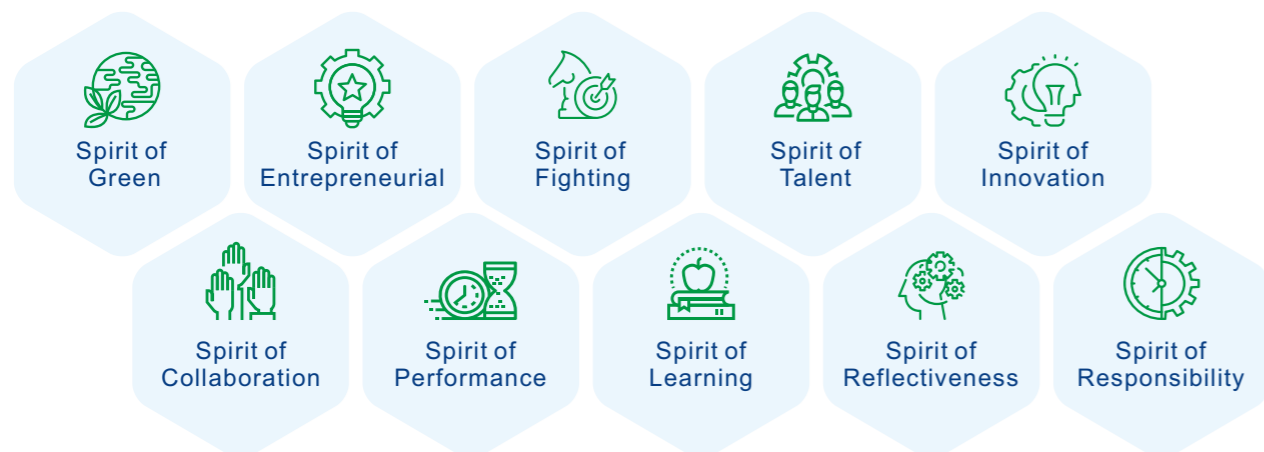 Spirit of
Green
Spirit of
Entrepreneurial
Spirit of
Fighting
Spirit of
Talent
Spirit of
Innovation
Spirit of
Collaboration
Spirit of
Performance
Spirit of
Learning
Spirit of
Reflectiveness
Spirit of
Responsibility